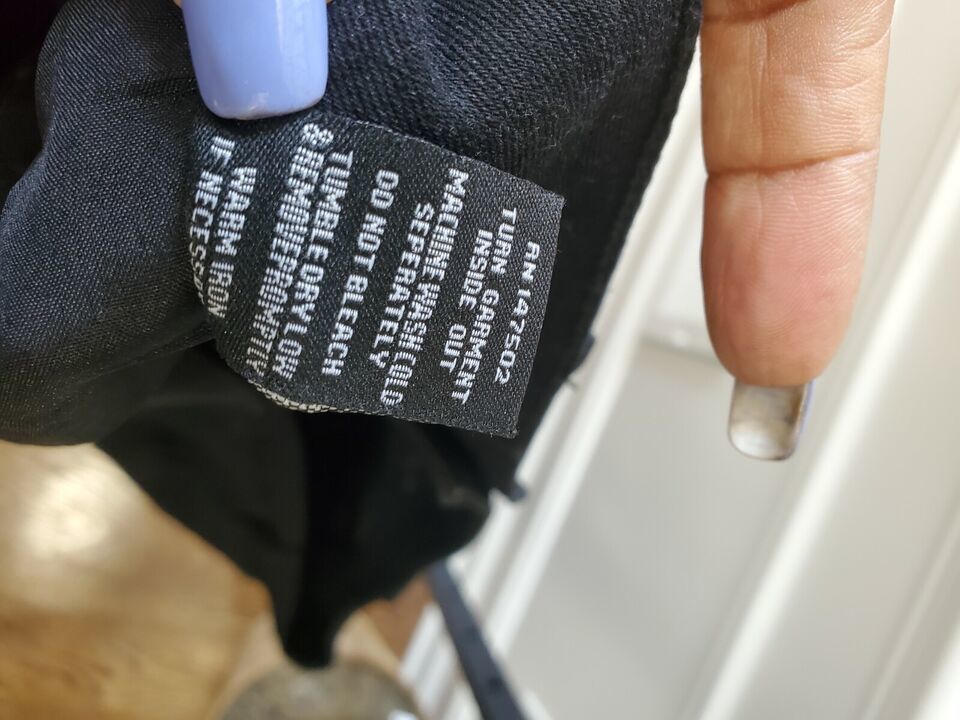 RN 147502
TURN GARMENT
INSIDE OUT
MACHINE WASH COLD
SEPERATELY
DO NOT BLEACH
TUMBLE DRY LOW
& REMOVE PROMPTLY
WARM IRON
IF